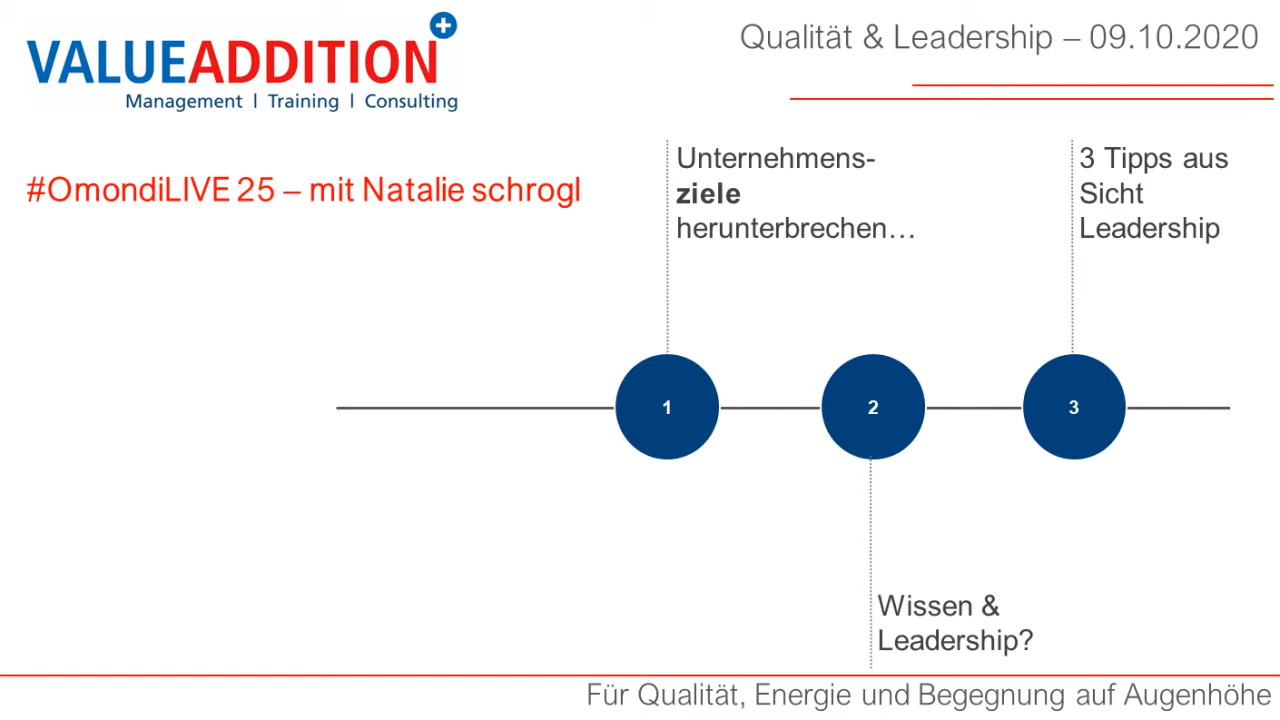 VALUEADDITION
Management | Training | Consulting
Qualität & Leadership – 09.10.2020
#OmondiLIVE 25 – mit Natalie schrogl
Unternehmens-
ziele
herunterbrechen…
3 Tipps aus
Sicht
Leadership
1
2
3
Wissen &
Leadership?
Für Qualität, Energie und Begegnung auf Augenhöhe